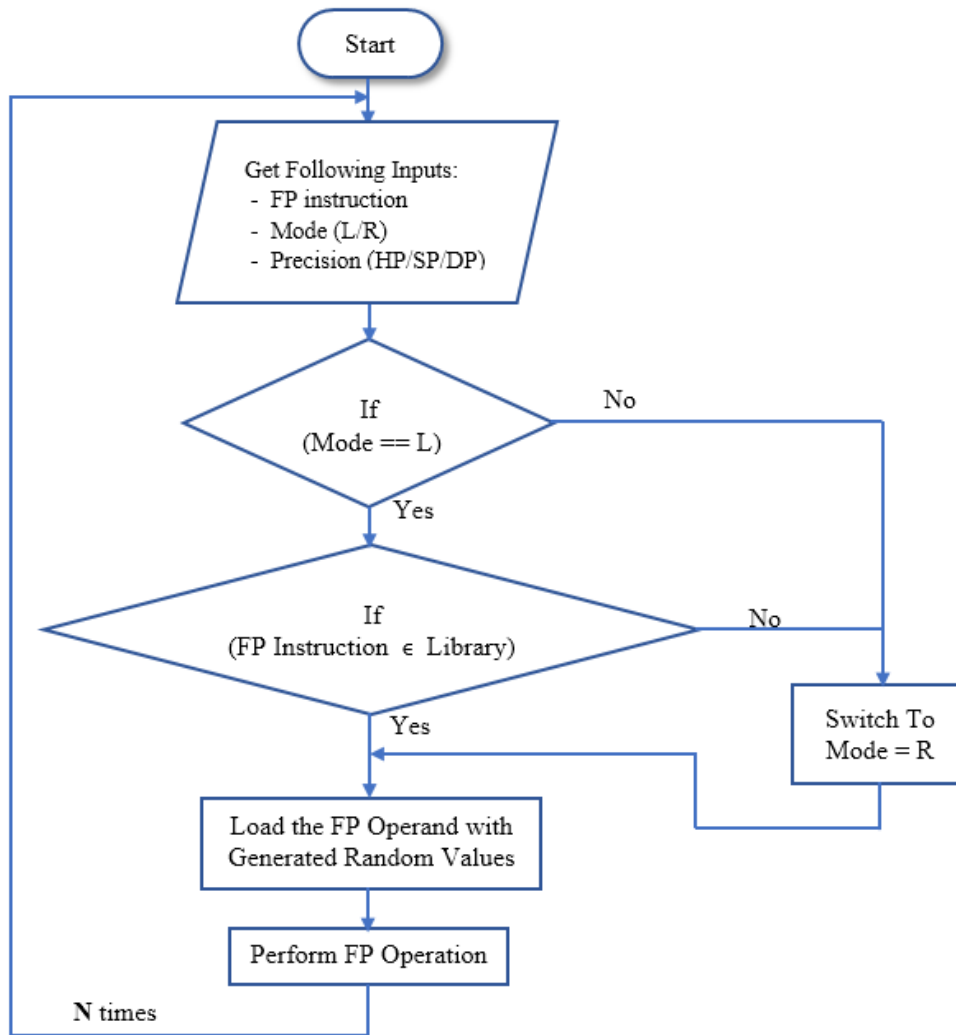 Start
Get Following Inputs:
- FP instruction
- Mode (L/R)
- Precision (HP/SP/DP)
If
(Mode == L)
No
Yes
If
(FP Instruction ϵ Library)
No
Yes
Switch To
Mode = R
Load the FP Operand with
Generated Random Values
Perform FP Operation
N times